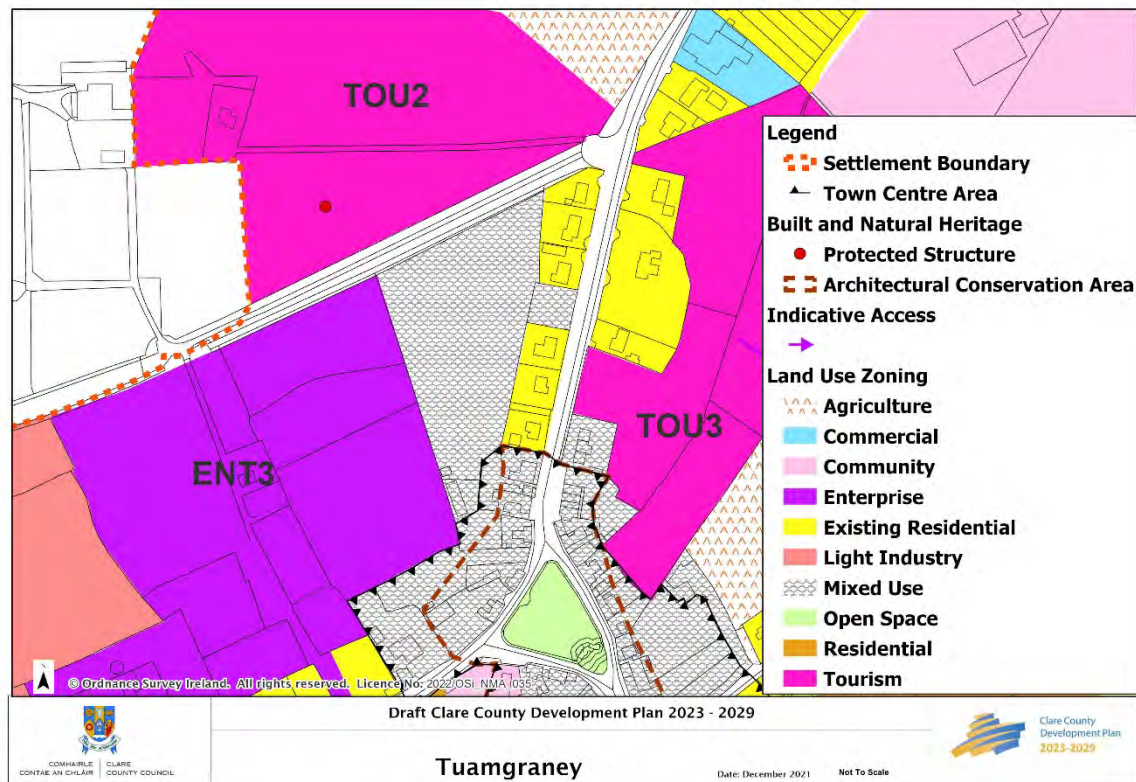 TOU2
TOU3
ENT3
Legend
Settlement Boundary
Town Centre Area
Built and Natural Heritage
Protected Structure
Architectural Conservation Area
Indicative Access
Land Use Zoning
Agriculture
Commercial
Community
Enterprise
Existing Residential
Light Industry
Mixed Use
Open Space
Residential
Tourism
N
© Ordnance Survey Ireland. All rights reserved. Licence No. 2022/OSi_NMA_035
COMHAIRLE CONTAE AN CHLÁIR
CLARE COUNTY COUNCIL
Draft Clare County Development Plan 2023 - 2029
Tuamgraney
Date: December 2021
Not To Scale
Clare County
Development Plan
2023-2029